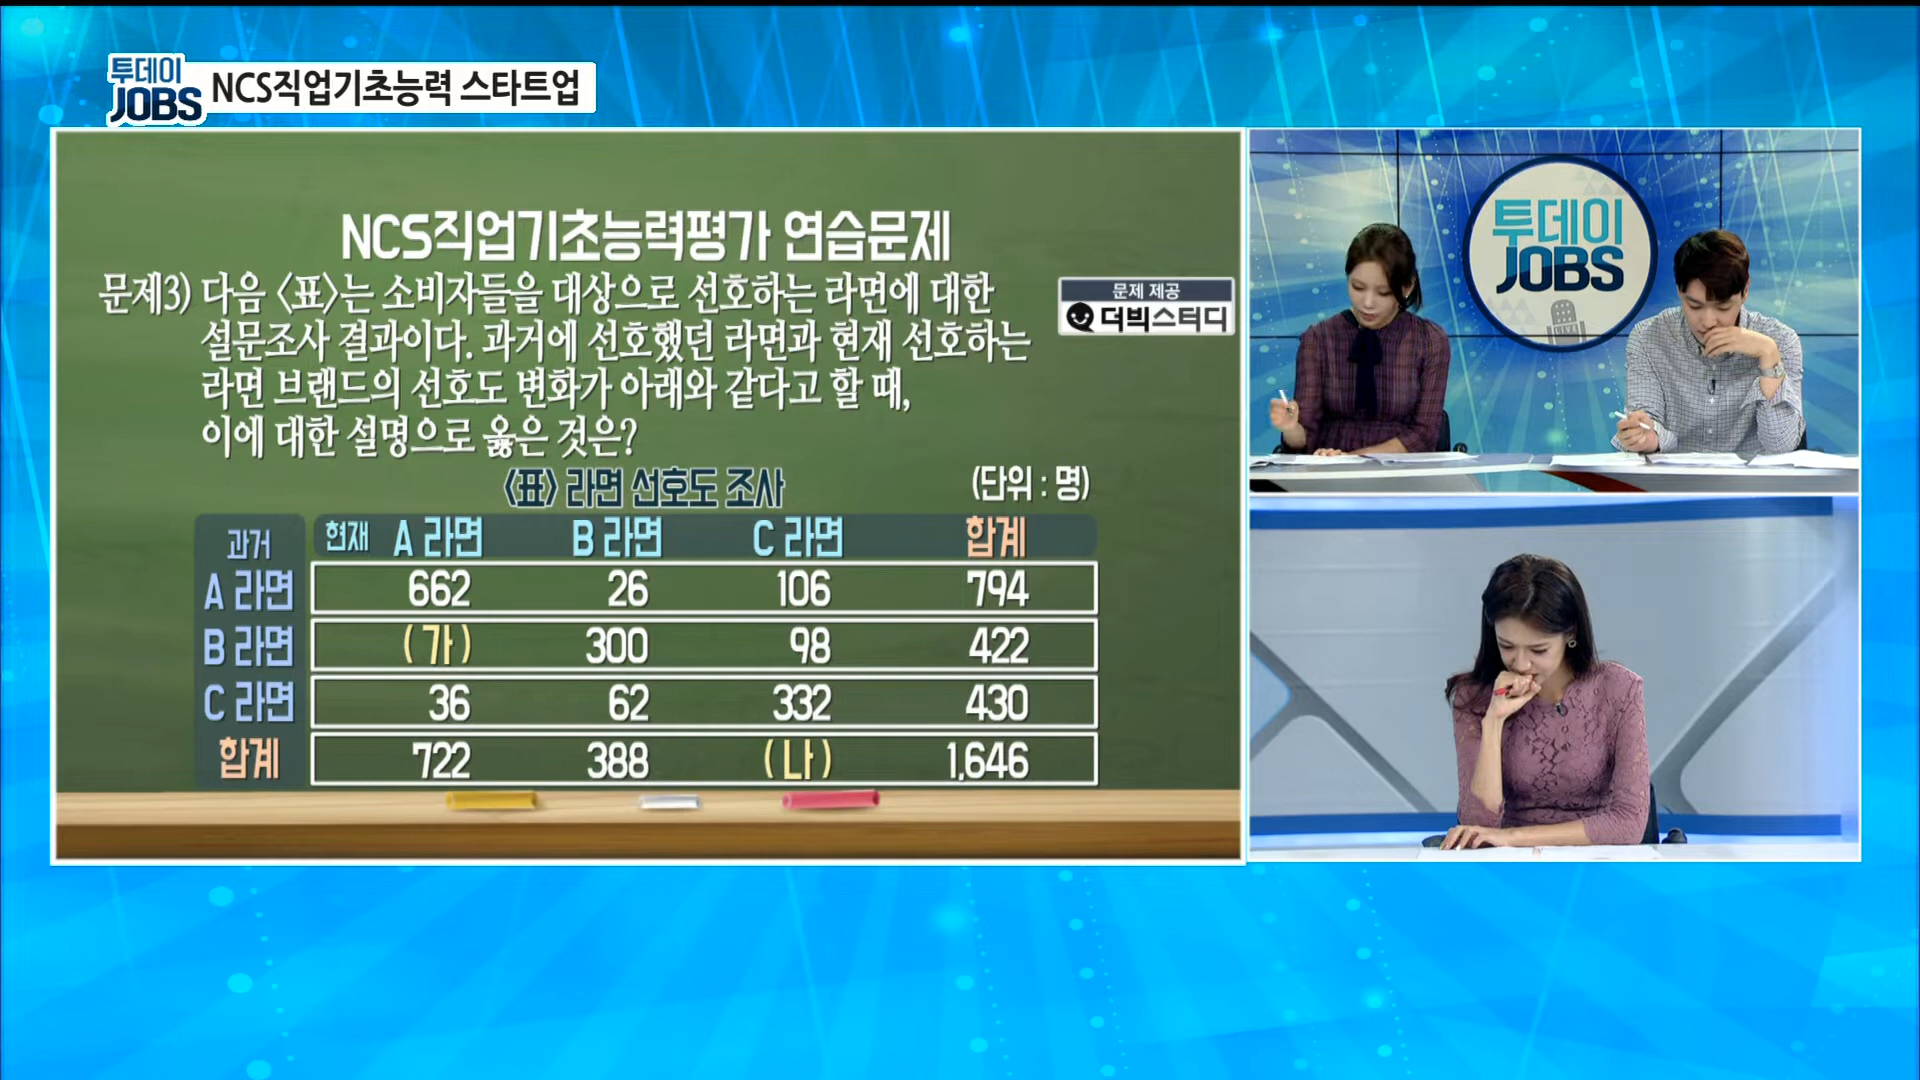 투데이
JOBS
NCS직업기초능력 스타트업
NCS직업기초능력평가 연습문제
문제3) 다음 〈표〉는 소비자들을 대상으로 선호하는 라면에 대한
설문조사 결과이다. 과거에 선호했던 라면과 현재 선호하는
라면 브랜드의 선호도 변화가 아래와 같다고 할 때,
이에 대한 설명으로 옳은 것은?
문제 제공
더빅스터디
〈표〉 라면 선호도 조사 (단위 : 명)
과거 현재 A 라면 B 라면 C 라면 합계
A 라면 662 26 106 794
B 라면 (가) 300 98 422
C 라면 36 62 332 430
합계 722 388 (나) 1,646
투데이
JOBS